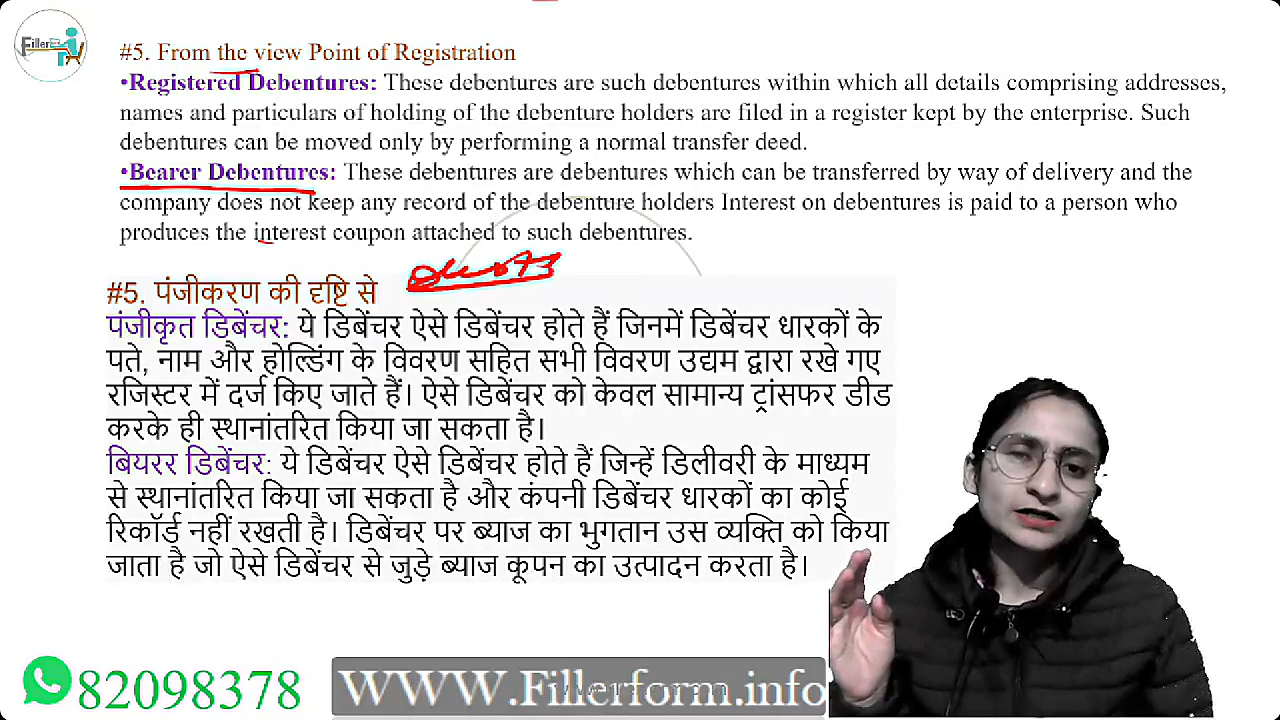 Filler
#5. From the view Point of Registration
•Registered Debentures: These debentures are such debentures within which all details comprising addresses,
names and particulars of holding of the debenture holders are filed in a register kept by the enterprise. Such
debentures can be moved only by performing a normal transfer deed.
•Bearer Debentures: These debentures are debentures which can be transferred by way of delivery and the
company does not keep any record of the debenture holders Interest on debentures is paid to a person who
produces the interest coupon attached to such debentures.
#5. पंजीकरण की दृष्टि से
पंजीकृत डिबेंचर: ये डिबेंचर ऐसे डिबेंचर होते हैं जिनमें डिबेंचर धारकों के
पते, नाम और होल्डिंग के विवरण सहित सभी विवरण उद्यम द्वारा रखे गए
रजिस्टर में दर्ज किए जाते हैं। ऐसे डिबेंचर को केवल सामान्य ट्रांसफर डीड
करके ही स्थानांतरित किया जा सकता है।
बियरर डिबेंचर: ये डिबेंचर ऐसे डिबेंचर होते हैं जिन्हें डिलीवरी के माध्यम
से स्थानांतरित किया जा सकता है और कंपनी डिबेंचर धारकों का कोई
रिकॉर्ड नहीं रखती है। डिबेंचर पर ब्याज का भुगतान उस व्यक्ति को किया
जाता है जो ऐसे डिबेंचर से जुड़े ब्याज कूपन का उत्पादन करता है।
82098378
www.Fillerform.info